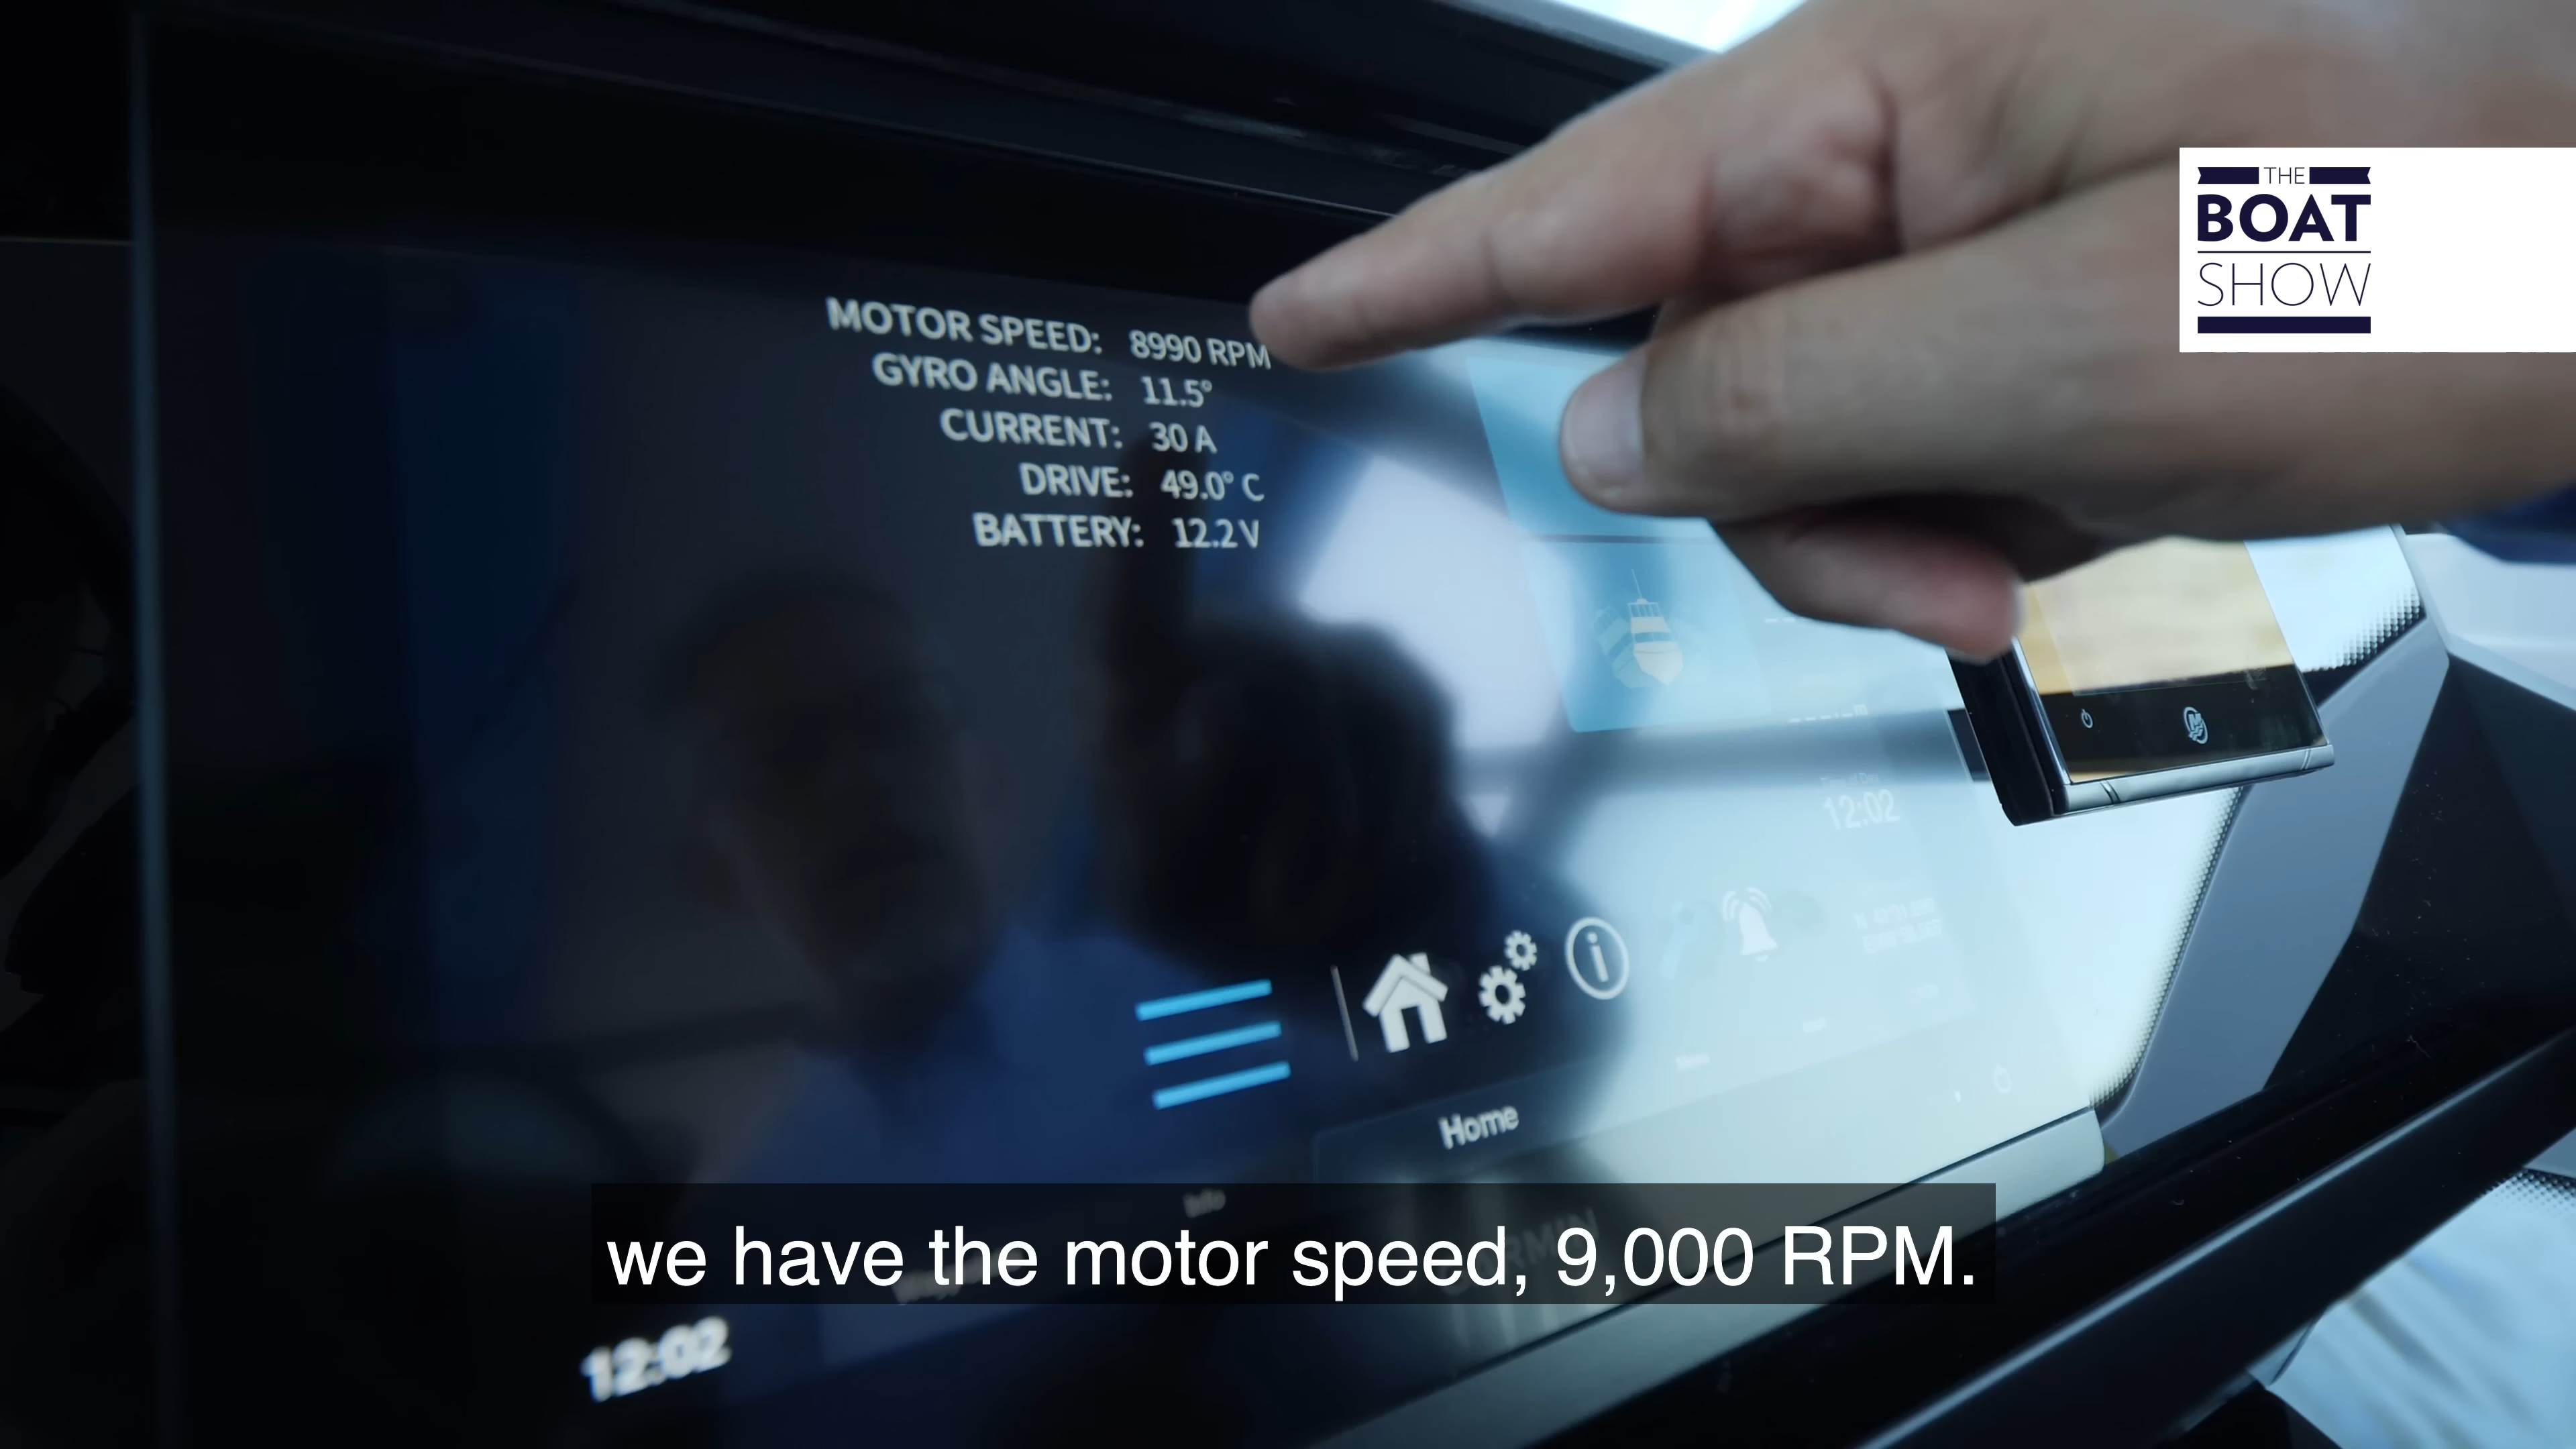 THE
BOAT
SHOW
MOTOR SPEED: 8990 RPM
GYRO ANGLE: 11.5°
CURRENT: 30 A
DRIVE: 49.0° C
BATTERY: 12.2 V
12:02
Home
Info
we have the motor speed, 9,000 RPM.
12:02